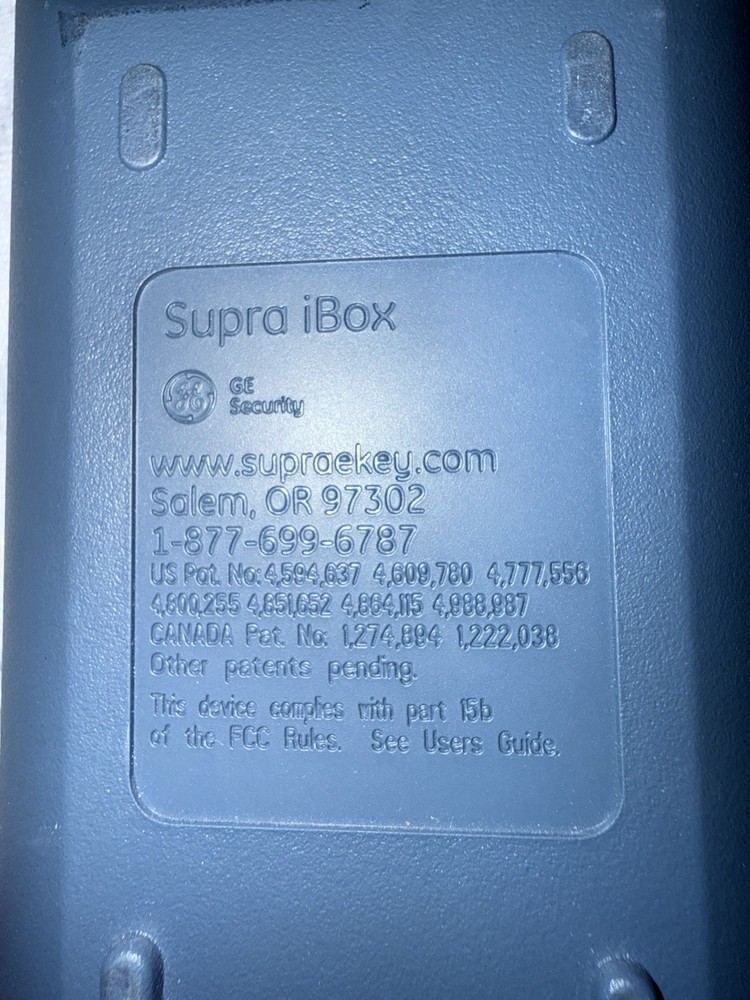 Supra iBox
GE
GE
Security
www.supraekey.com
Salem, OR 97302
1-877-699-6787
US Pat. No: 4,594,637 4,609,780 4,777,556
4,800,255 4,851,652 4,864,115 4,988,987
CANADA Pat. No: 1,274,894 1,222,038
Other patents pending.
This device complies with part 15b
of the FCC Rules. See Users Guide.